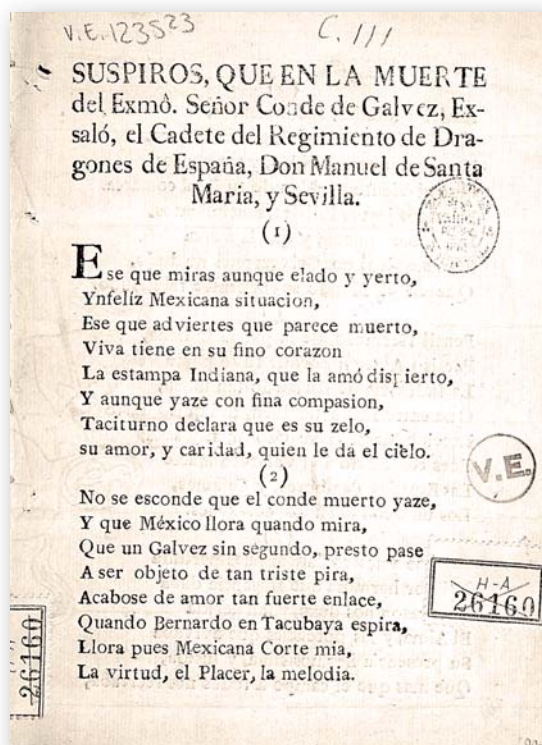 V.E. 123523
C. 111
SUSPIROS, QUE EN LA MUERTE
del Exmô. Señor Conde de Galvez, Ex-
saló, el Cadete del Regimiento de Dra-
gones de España, Don Manuel de Santa
Maria, y Sevilla.
(1)
Ese que miras aunque elado y yerto,
Ynfelíz Mexicana situacion,
Ese que adviertes que parece muerto,
Viva tiene en su fino corazon
La estampa Indiana, que la amó dispierto,
Y aunque yaze con fina compasion,
Taciturno declara que es su zelo,
su amor, y caridad, quien le dá el cielo.
V.E.
(2)
No se esconde que el conde muerto yaze,
Y que México llora quando mira,
Que un Galvez sin segundo, presto pase
A ser objeto de tan triste pira,
Acabose de amor tan fuerte enlace,
Quando Bernardo en Tacubaya espira,
Llora pues Mexicana Corte mia,
La virtud, el Placer, la melodia.
H-A
26160
26160